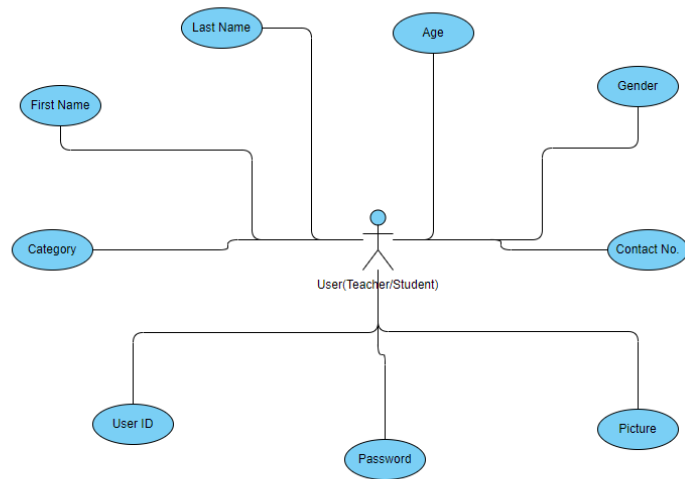 Last Name
Age
Gender
First Name
Category
Contact No.
User(Teacher/Student)
User ID
Picture
Password